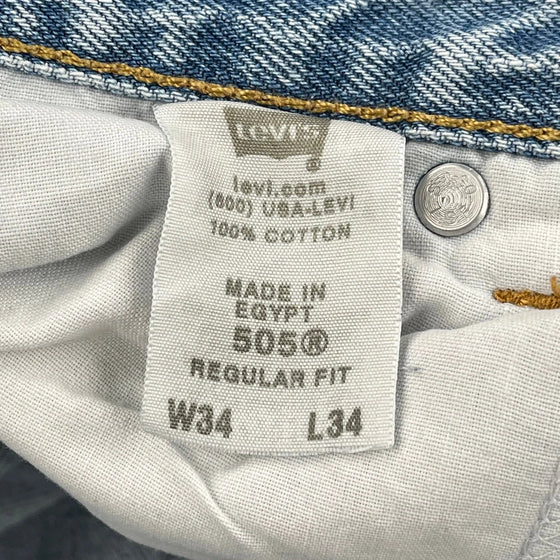 Levi's
®
levi.com
(800) USA-LEVI
100% COTTON
MADE IN
EGYPT
505®
REGULAR FIT
W34 L34